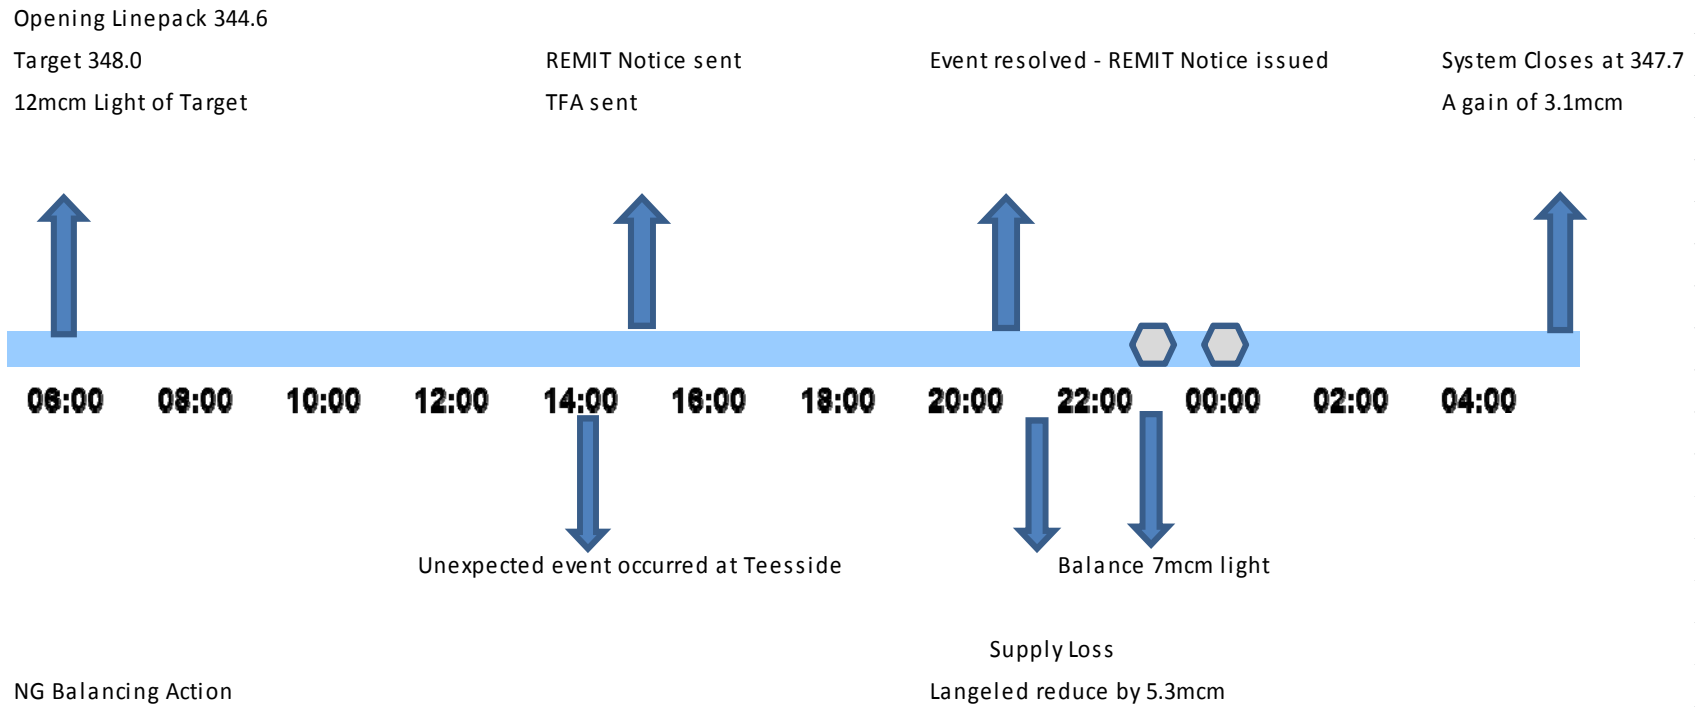 Opening Linepack 344.6
Target 348.0 REMIT Notice sent Event resolved - REMIT Notice issued System Closes at 347.7
12mcm Light of Target TFA sent A gain of 3.1mcm
06:00 08:00 10:00 12:00 14:00 16:00 18:00 20:00 22:00 00:00 02:00 04:00
Unexpected event occurred at Teesside Balance 7mcm light
Supply Loss
NG Balancing Action Langeled reduce by 5.3mcm